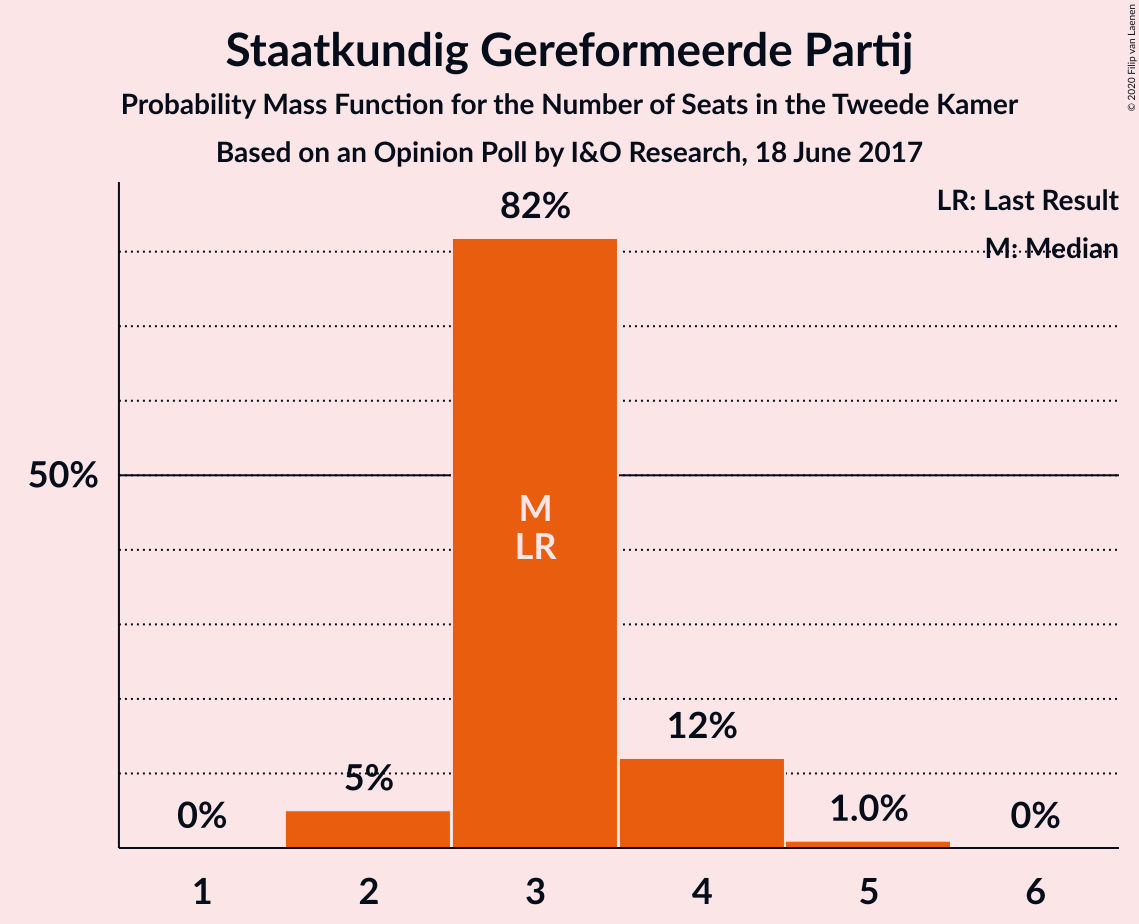 Staatkundig Gereformeerde Partij
Probability Mass Function for the Number of Seats in the Tweede Kamer
Based on an Opinion Poll by I&O Research, 18 June 2017
© 2020 Filip van Laenen
LR: Last Result
M: Median
82%
50%
M
LR
12%
5%
1.0%
0%
0%
1 2 3 4 5 6